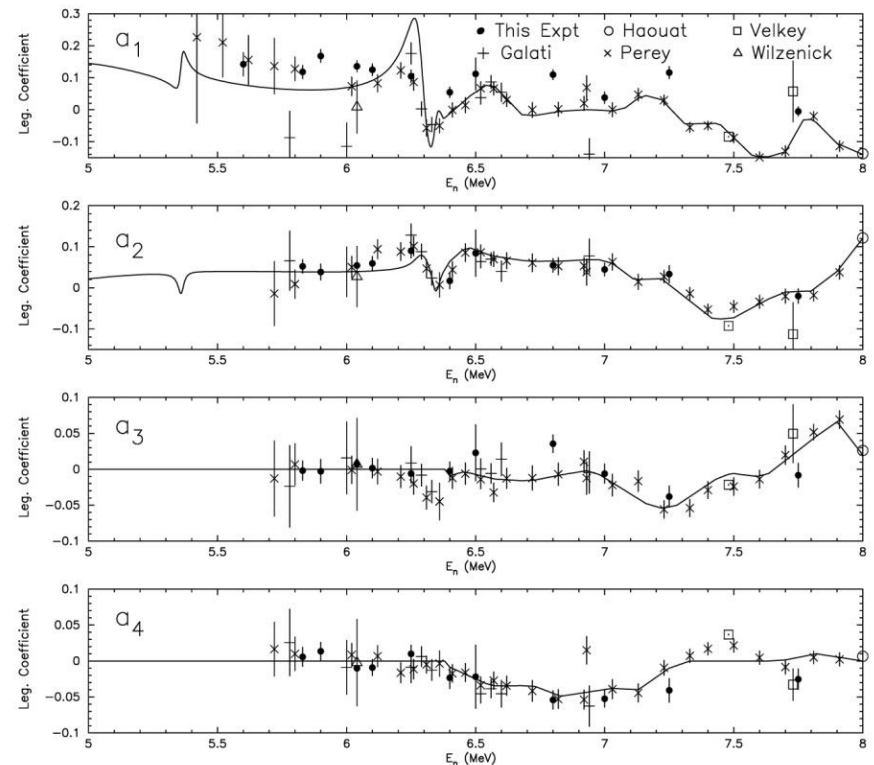 This Expt Haouat Velkey
Galati Perey Wilzenick
a1
Leg. Coefficient
0.3
0.2
0.1
0
−0.1
5 5.5 6 6.5 7 7.5 8
En (MeV)
a2
Leg. Coefficient
0.2
0.1
0
−0.1
5 5.5 6 6.5 7 7.5 8
En (MeV)
a3
Leg. Coefficient
0.1
0.05
0
−0.05
−0.1
5 5.5 6 6.5 7 7.5 8
En (MeV)
a4
Leg. Coefficient
0.1
0.05
0
−0.05
−0.1
5 5.5 6 6.5 7 7.5 8
En (MeV)